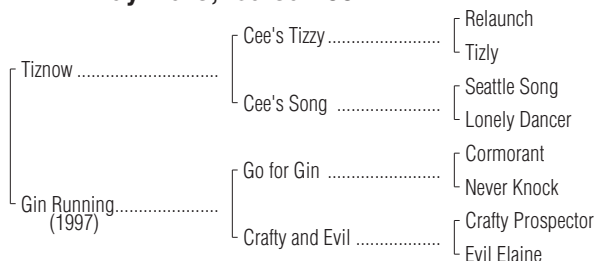 Relaunch
Cee's Tizzy ........................
Tizly
Tiznow ..............................
Seattle Song
Cee's Song ......................
Lonely Dancer
Cormorant
Go for Gin ........................
Never Knock
Gin Running......................
(1997)
Crafty Prospector
Crafty and Evil ..................
Evil Elaine